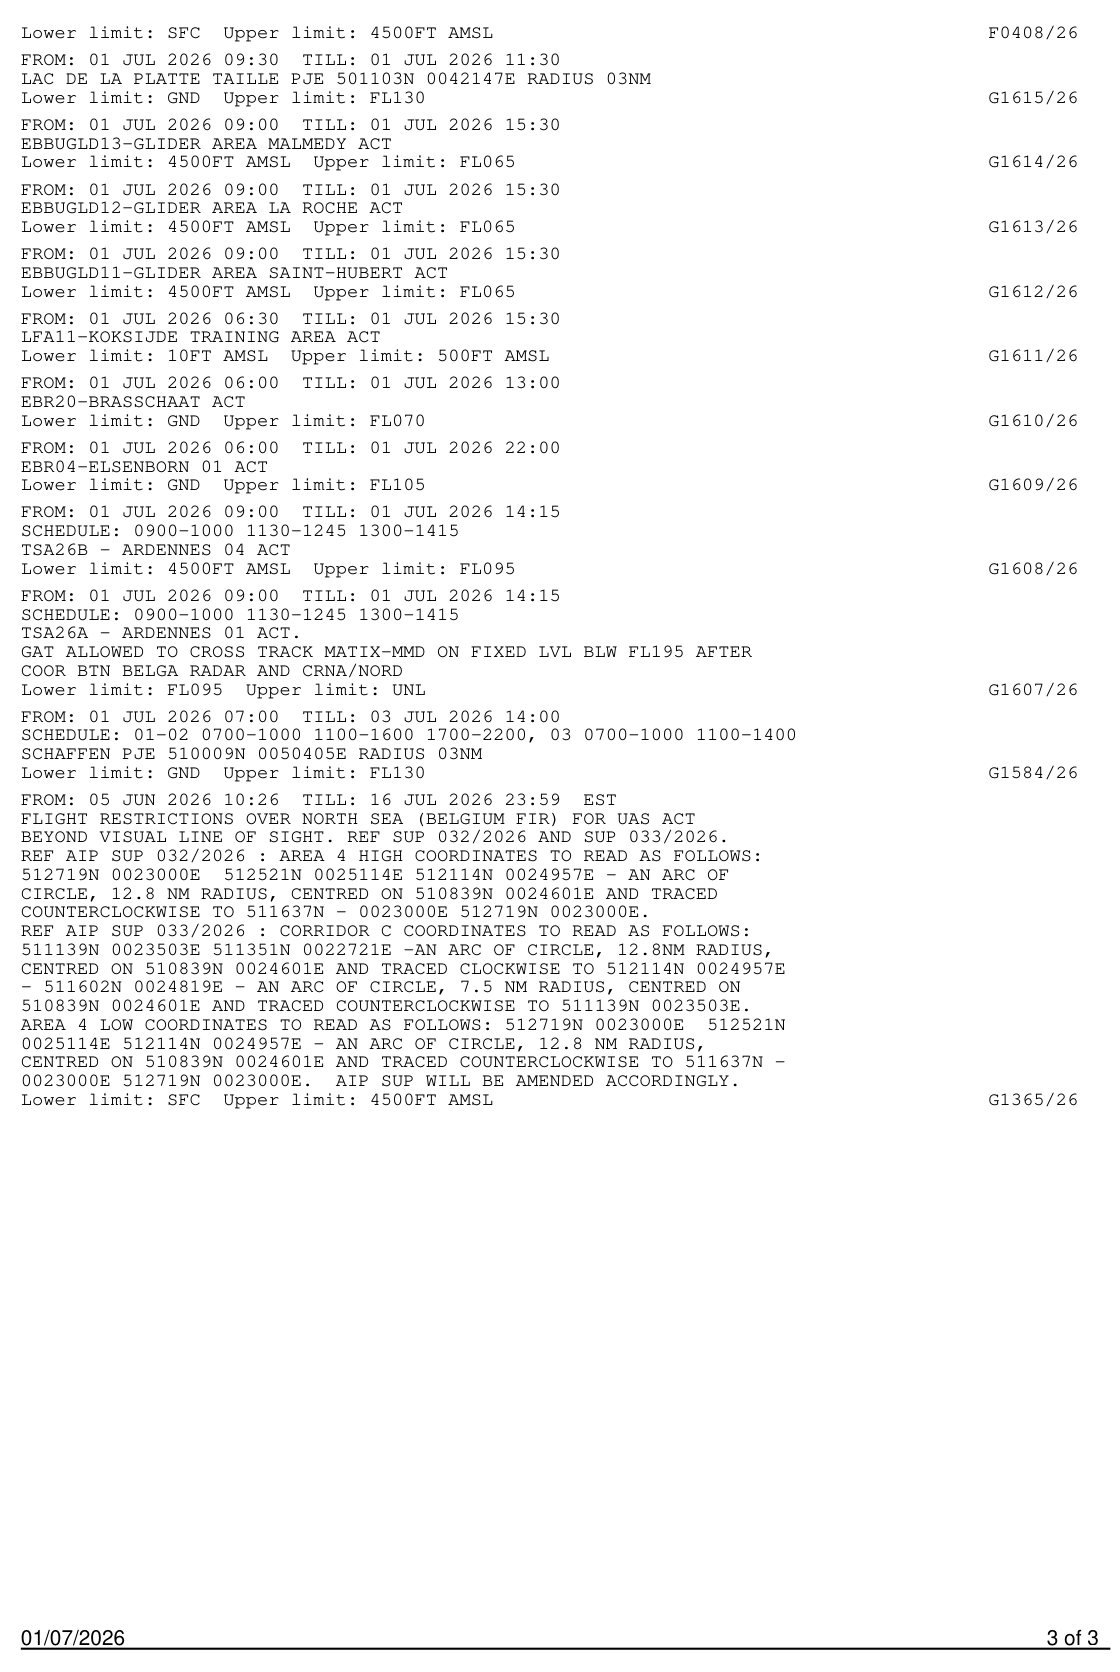 Lower limit: SFC  Upper limit: 4500FT AMSL F0408/26
FROM: 01 JUL 2026 09:30  TILL: 01 JUL 2026 11:30
LAC DE LA PLATTE TAILLE PJE 501103N 0042147E RADIUS 03NM
Lower limit: GND  Upper limit: FL130 G1615/26
FROM: 01 JUL 2026 09:00  TILL: 01 JUL 2026 15:30
EBBUGLD13-GLIDER AREA MALMEDY ACT
Lower limit: 4500FT AMSL  Upper limit: FL065 G1614/26
FROM: 01 JUL 2026 09:00  TILL: 01 JUL 2026 15:30
EBBUGLD12-GLIDER AREA LA ROCHE ACT
Lower limit: 4500FT AMSL  Upper limit: FL065 G1613/26
FROM: 01 JUL 2026 09:00  TILL: 01 JUL 2026 15:30
EBBUGLD11-GLIDER AREA SAINT-HUBERT ACT
Lower limit: 4500FT AMSL  Upper limit: FL065 G1612/26
FROM: 01 JUL 2026 06:30  TILL: 01 JUL 2026 15:30
LFA11-KOKSIJDE TRAINING AREA ACT
Lower limit: 10FT AMSL  Upper limit: 500FT AMSL G1611/26
FROM: 01 JUL 2026 06:00  TILL: 01 JUL 2026 13:00
EBR20-BRASSCHAAT ACT
Lower limit: GND  Upper limit: FL070 G1610/26
FROM: 01 JUL 2026 06:00  TILL: 01 JUL 2026 22:00
EBR04-ELSENBORN 01 ACT
Lower limit: GND  Upper limit: FL105 G1609/26
FROM: 01 JUL 2026 09:00  TILL: 01 JUL 2026 14:15
SCHEDULE: 0900-1000 1130-1245 1300-1415
TSA26B - ARDENNES 04 ACT
Lower limit: 4500FT AMSL  Upper limit: FL095 G1608/26
FROM: 01 JUL 2026 09:00  TILL: 01 JUL 2026 14:15
SCHEDULE: 0900-1000 1130-1245 1300-1415
TSA26A - ARDENNES 01 ACT.
GAT ALLOWED TO CROSS TRACK MATIX-MMD ON FIXED LVL BLW FL195 AFTER
COOR BTN BELGA RADAR AND CRNA/NORD
Lower limit: FL095  Upper limit: UNL G1607/26
FROM: 01 JUL 2026 07:00  TILL: 03 JUL 2026 14:00
SCHEDULE: 01-02 0700-1000 1100-1600 1700-2200, 03 0700-1000 1100-1400
SCHAFFEN PJE 510009N 0050405E RADIUS 03NM
Lower limit: GND  Upper limit: FL130 G1584/26
FROM: 05 JUN 2026 10:26  TILL: 16 JUL 2026 23:59  EST
FLIGHT RESTRICTIONS OVER NORTH SEA (BELGIUM FIR) FOR UAS ACT
BEYOND VISUAL LINE OF SIGHT. REF SUP 032/2026 AND SUP 033/2026.
REF AIP SUP 032/2026 : AREA 4 HIGH COORDINATES TO READ AS FOLLOWS:
512719N 0023000E  512521N 0025114E 512114N 0024957E - AN ARC OF
CIRCLE, 12.8 NM RADIUS, CENTRED ON 510839N 0024601E AND TRACED
COUNTERCLOCKWISE TO 511637N - 0023000E 512719N 0023000E.
REF AIP SUP 033/2026 : CORRIDOR C COORDINATES TO READ AS FOLLOWS:
511139N 0023503E 511351N 0022721E -AN ARC OF CIRCLE, 12.8NM RADIUS,
CENTRED ON 510839N 0024601E AND TRACED CLOCKWISE TO 512114N 0024957E
- 511602N 0024819E - AN ARC OF CIRCLE, 7.5 NM RADIUS, CENTRED ON
510839N 0024601E AND TRACED COUNTERCLOCKWISE TO 511139N 0023503E.
AREA 4 LOW COORDINATES TO READ AS FOLLOWS: 512719N 0023000E  512521N
0025114E 512114N 0024957E - AN ARC OF CIRCLE, 12.8 NM RADIUS,
CENTRED ON 510839N 0024601E AND TRACED COUNTERCLOCKWISE TO 511637N -
0023000E 512719N 0023000E.  AIP SUP WILL BE AMENDED ACCORDINGLY.
Lower limit: SFC  Upper limit: 4500FT AMSL G1365/26
01/07/2026 3 of 3